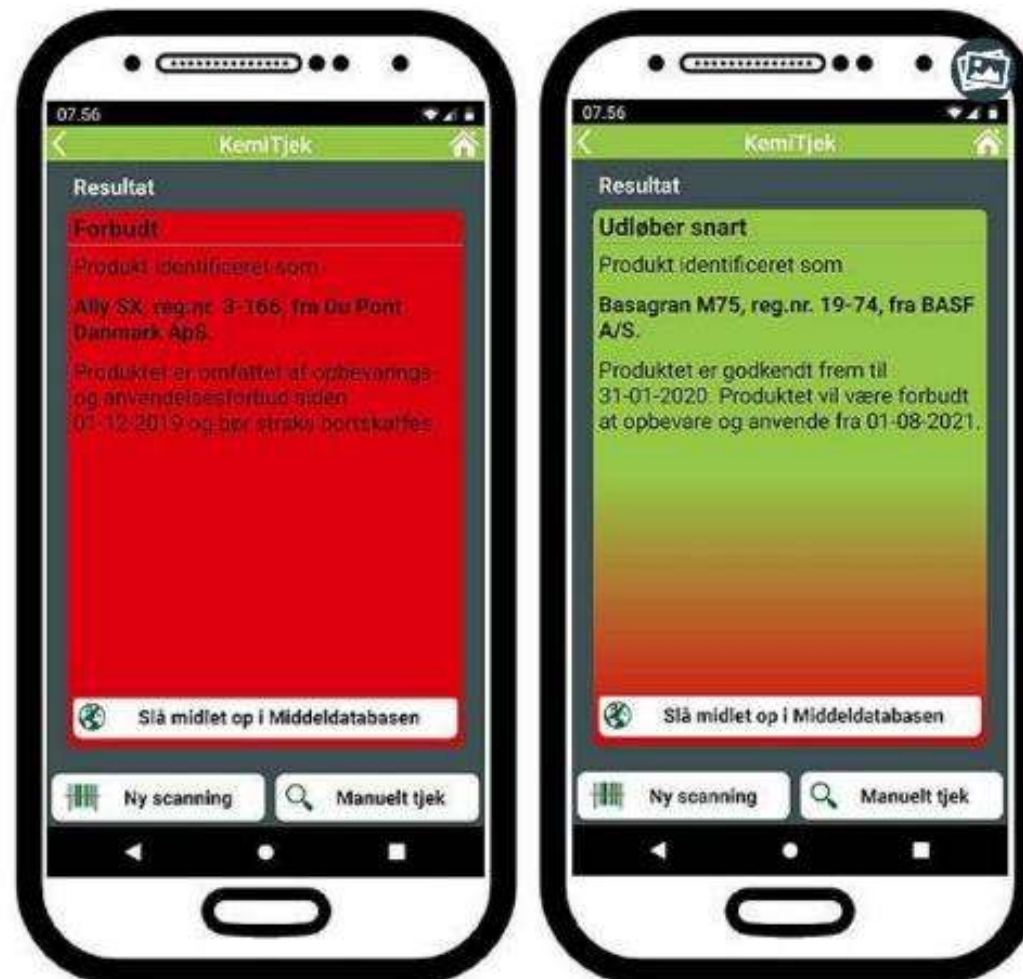 07.56
KemiTjek
Resultat
Forbudt
Produkt identificeret som
Ally SX, reg.nr. 3-166, fra Du Pont
Danmark ApS.
Produktet er omfattet af opbevarings-
og anvendelsesforbud siden
01-12-2019 og bør straks bortskaffes.
Slå midlet op i Middeldatabasen
Ny scanning
Manuelt tjek
07.56
KemiTjek
Resultat
Udløber snart
Produkt identificeret som
Basagran M75, reg.nr. 19-74, fra BASF
A/S.
Produktet er godkendt frem til
31-01-2020. Produktet vil være forbudt
at opbevare og anvende fra 01-08-2021.
Slå midlet op i Middeldatabasen
Ny scanning
Manuelt tjek